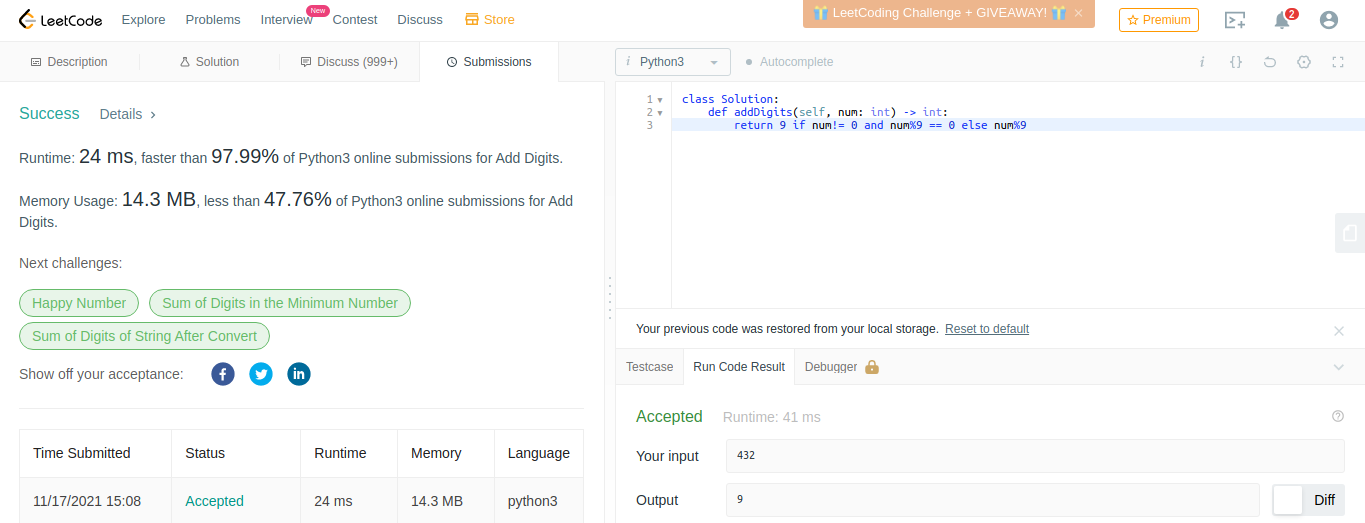 LeetCode Explore Problems Interview New Contest Discuss Store 🎁 LeetCoding Challenge + GIVEAWAY! 🎁 × Premium 2
Description Solution Discuss (999+) Submissions
i Python3 Autocomplete i {}
Success Details >
Runtime: 24 ms, faster than 97.99% of Python3 online submissions for Add Digits.
Memory Usage: 14.3 MB, less than 47.76% of Python3 online submissions for Add
Digits.
Next challenges:
Happy Number Sum of Digits in the Minimum Number
Sum of Digits of String After Convert
Show off your acceptance: f in
Time Submitted Status Runtime Memory Language
11/17/2021 15:08 Accepted 24 ms 14.3 MB python3
1 class Solution:
2 def addDigits(self, num: int) -> int:
3 return 9 if num!= 0 and num%9 == 0 else num%9
Your previous code was restored from your local storage. Reset to default
Testcase Run Code Result Debugger
Accepted Runtime: 41 ms
Your input 432
Output 9 Diff